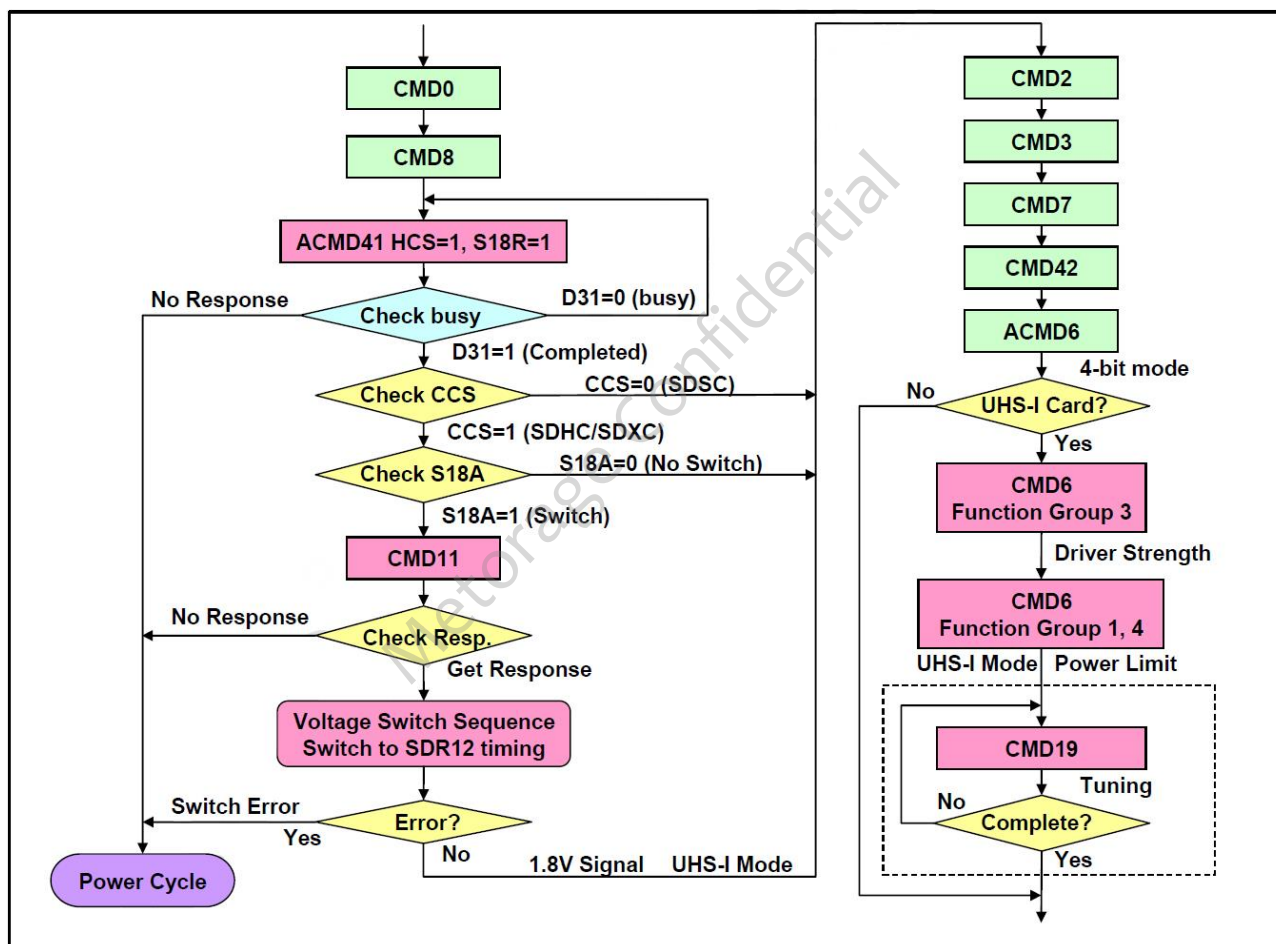 CMD0
CMD8
ACMD41 HCS=1, S18R=1
No Response
D31=0 (busy)
Check busy
D31=1 (Completed)
Check CCS
CCS=0 (SDSC)
CCS=1 (SDHC/SDXC)
Check S18A
S18A=0 (No Switch)
S18A=1 (Switch)
CMD11
No Response
Check Resp.
Get Response
Voltage Switch Sequence
Switch to SDR12 timing
Switch Error
Yes
Error?
No
1.8V Signal UHS-I Mode
Power Cycle
CMD2
CMD3
CMD7
CMD42
ACMD6
4-bit mode
No
UHS-I Card?
Yes
CMD6
Function Group 3
Driver Strength
CMD6
Function Group 1, 4
UHS-I Mode Power Limit
CMD19
Tuning
No
Complete?
Yes
Metorage Confidential